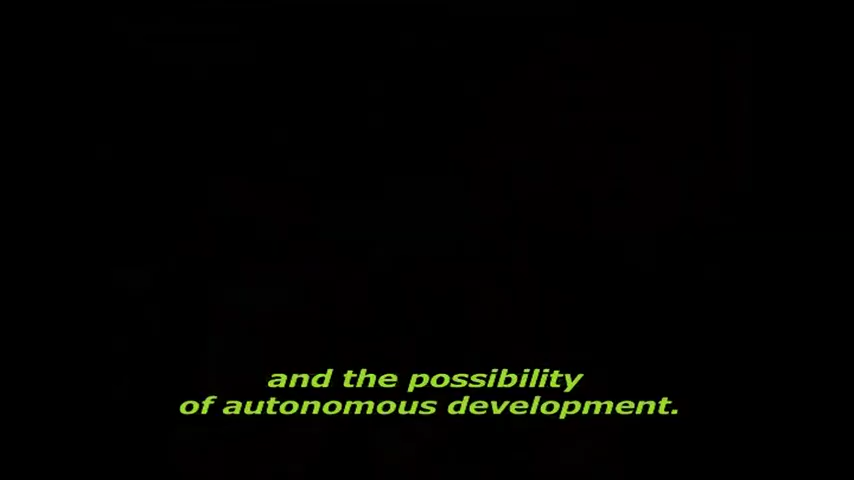 and the possibility
of autonomous development.